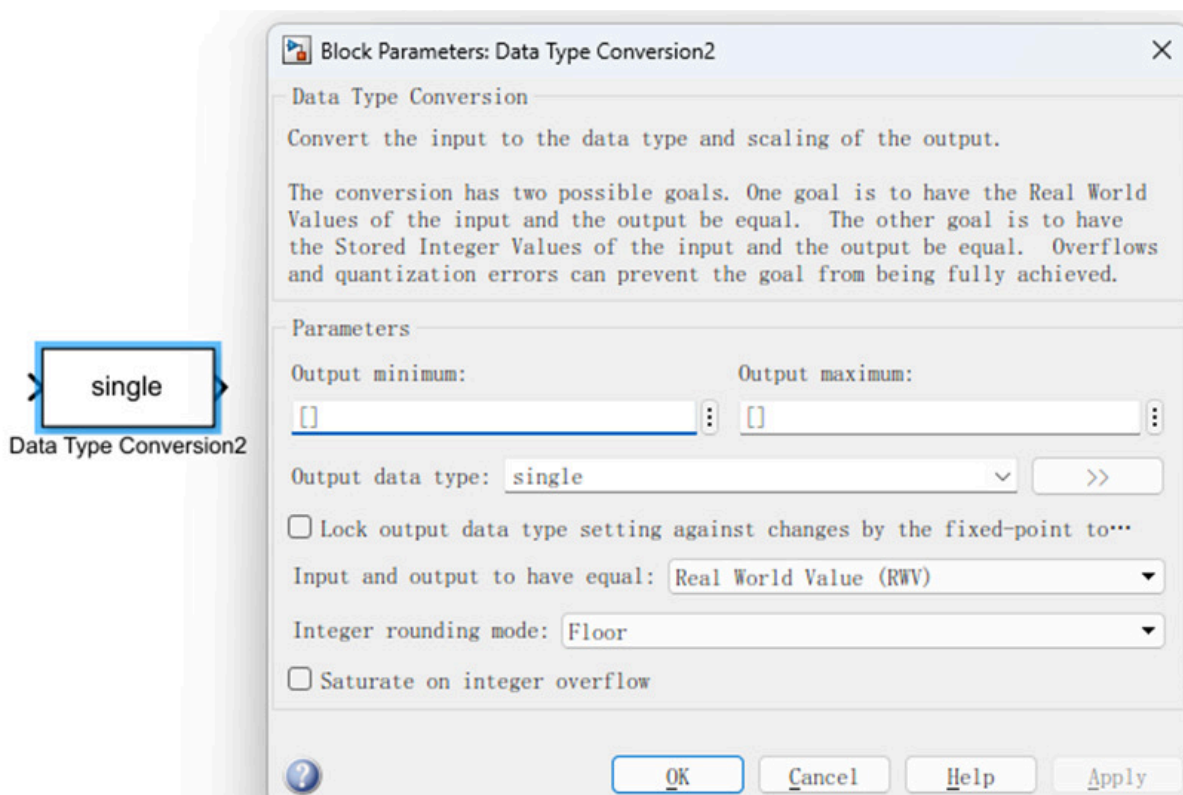 Block Parameters: Data Type Conversion2
Data Type Conversion
Convert the input to the data type and scaling of the output.
The conversion has two possible goals. One goal is to have the Real World
Values of the input and the output be equal.  The other goal is to have
the Stored Integer Values of the input and the output be equal.  Overflows
and quantization errors can prevent the goal from being fully achieved.
single
Data Type Conversion2
Parameters
Output minimum: Output maximum:
[] []
Output data type: single >>
Lock output data type setting against changes by the fixed-point to…
Input and output to have equal: Real World Value (RWV)
Integer rounding mode: Floor
Saturate on integer overflow
? OK Cancel Help Apply